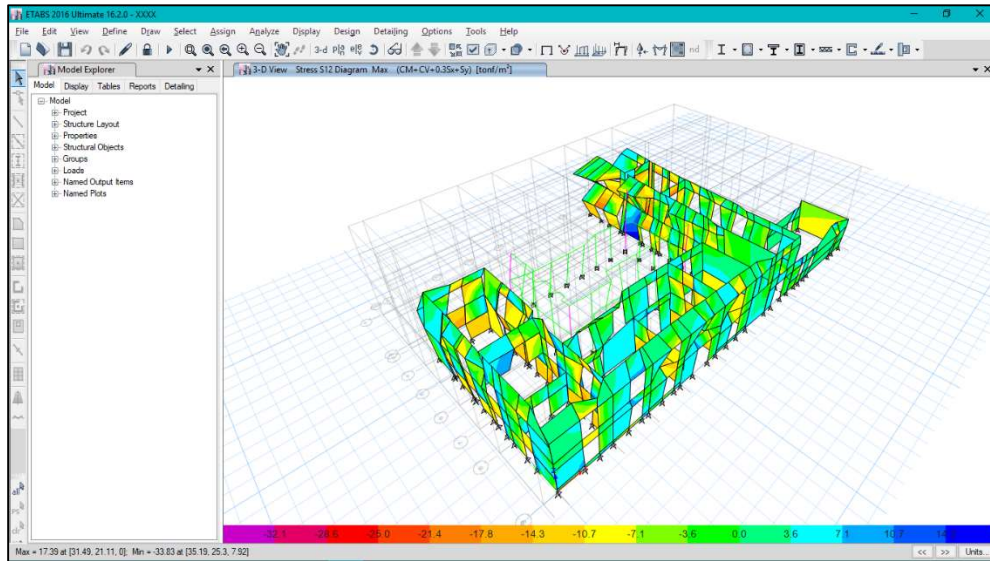 ETABS 2016 Ultimate 16.2.0 - XXXX
File Edit View Define Draw Select Assign Analyze Display Design Detailing Options Tools Help
3-d nd
Model Explorer
3-D View Stress S12 Diagram Max (CM+CV+0.3Sx+Sy) [tonf/m²]
Model Display Tables Reports Detailing
Model
Project
Structure Layout
Properties
Structural Objects
Groups
Loads
Named Output Items
Named Plots
-32.1 -28.6 -25.0 -21.4 -17.8 -14.3 -10.7 -7.1 -3.6 0.0 3.6 7.1 10.7
Max = 17.39 at [31.49, 21.11, 0]; Min = -33.83 at [35.19, 25.3, 7.92]
<< >> Units...